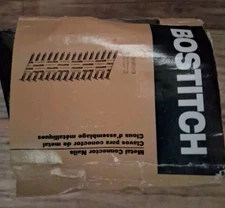 BOSTITCH
Metal Connector Nails
Clavos para conector de metal
Clous d'assemblage métalliques